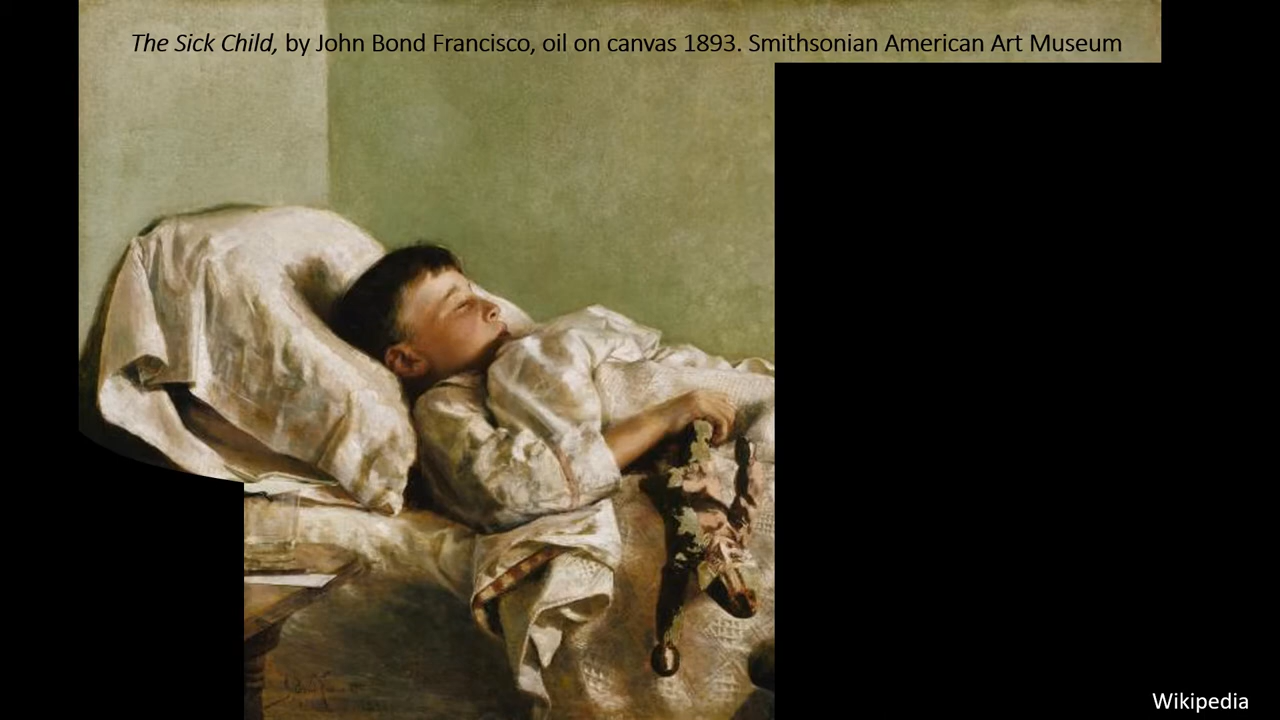 The Sick Child, by John Bond Francisco, oil on canvas 1893. Smithsonian American Art Museum
Wikipedia